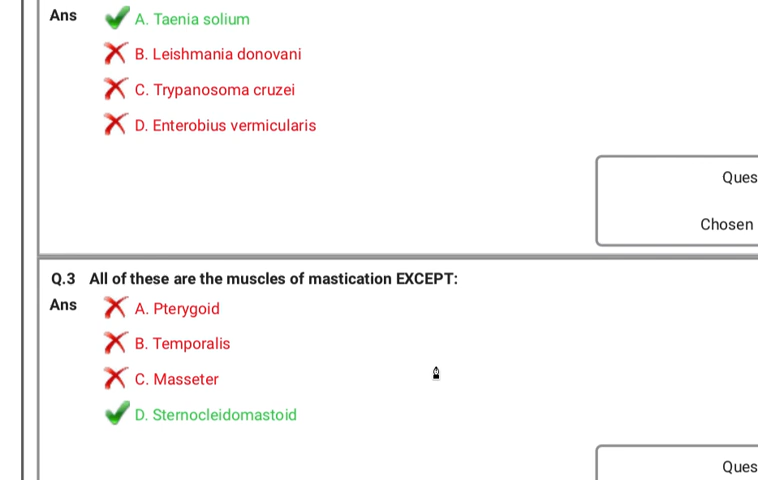 Ans A. Taenia solium
B. Leishmania donovani
C. Trypanosoma cruzei
D. Enterobius vermicularis
Ques
Chosen
Q.3 All of these are the muscles of mastication EXCEPT:
Ans A. Pterygoid
B. Temporalis
C. Masseter
D. Sternocleidomastoid
Ques